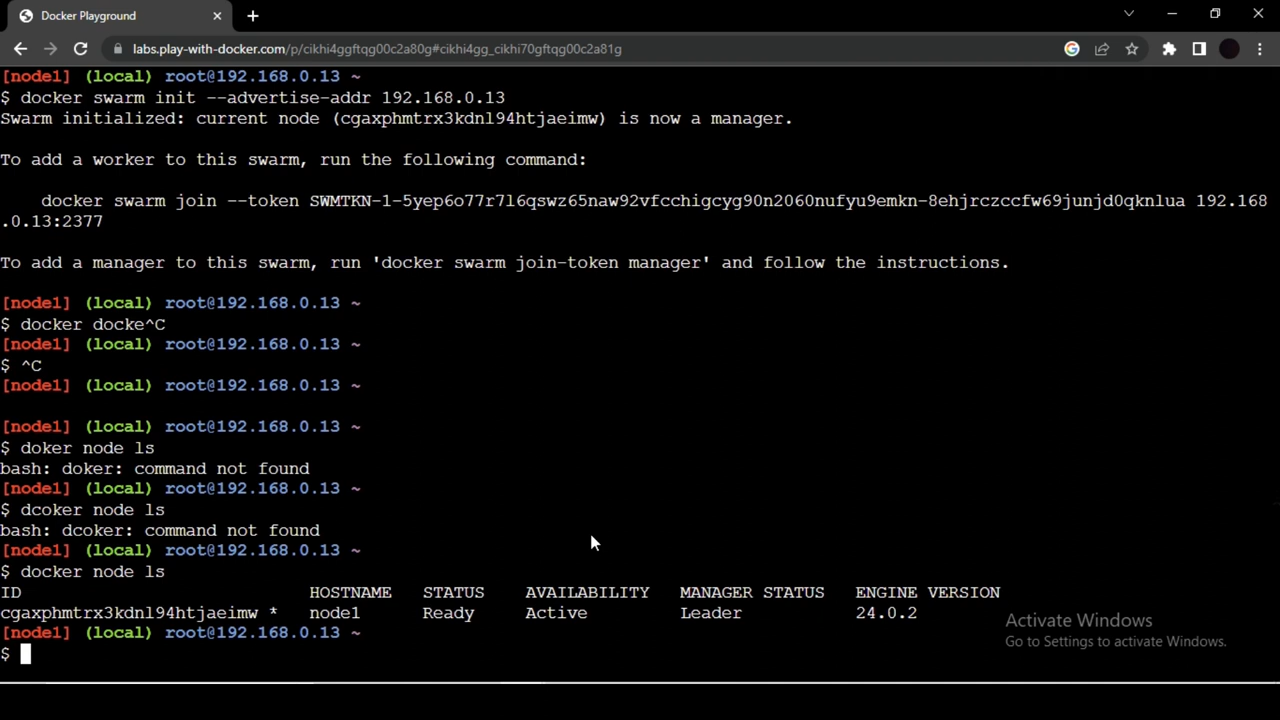 Docker Playground
labs.play-with-docker.com/p/cikhi4ggftqg00c2a80g#cikhi4gg_cikhi70gftqg00c2a81g
[node1] (local) root@192.168.0.13 ~
$ docker swarm init --advertise-addr 192.168.0.13
Swarm initialized: current node (cgaxphmtrx3kdnl94htjaeimw) is now a manager.
To add a worker to this swarm, run the following command:
docker swarm join --token SWMTKN-1-5yep6o77r7l6qswz65naw92vfcchigcyg90n2060nufyu9emkn-8ehjrczccfw69junjd0qknlua 192.168
.0.13:2377
To add a manager to this swarm, run 'docker swarm join-token manager' and follow the instructions.
[node1] (local) root@192.168.0.13 ~
$ docker docke^C
[node1] (local) root@192.168.0.13 ~
$ ^C
[node1] (local) root@192.168.0.13 ~
[node1] (local) root@192.168.0.13 ~
$ doker node ls
bash: doker: command not found
[node1] (local) root@192.168.0.13 ~
$ dcoker node ls
bash: dcoker: command not found
[node1] (local) root@192.168.0.13 ~
$ docker node ls
ID HOSTNAME STATUS AVAILABILITY MANAGER STATUS ENGINE VERSION
cgaxphmtrx3kdnl94htjaeimw * node1 Ready Active Leader 24.0.2
[node1] (local) root@192.168.0.13 ~
$
Activate Windows
Go to Settings to activate Windows.